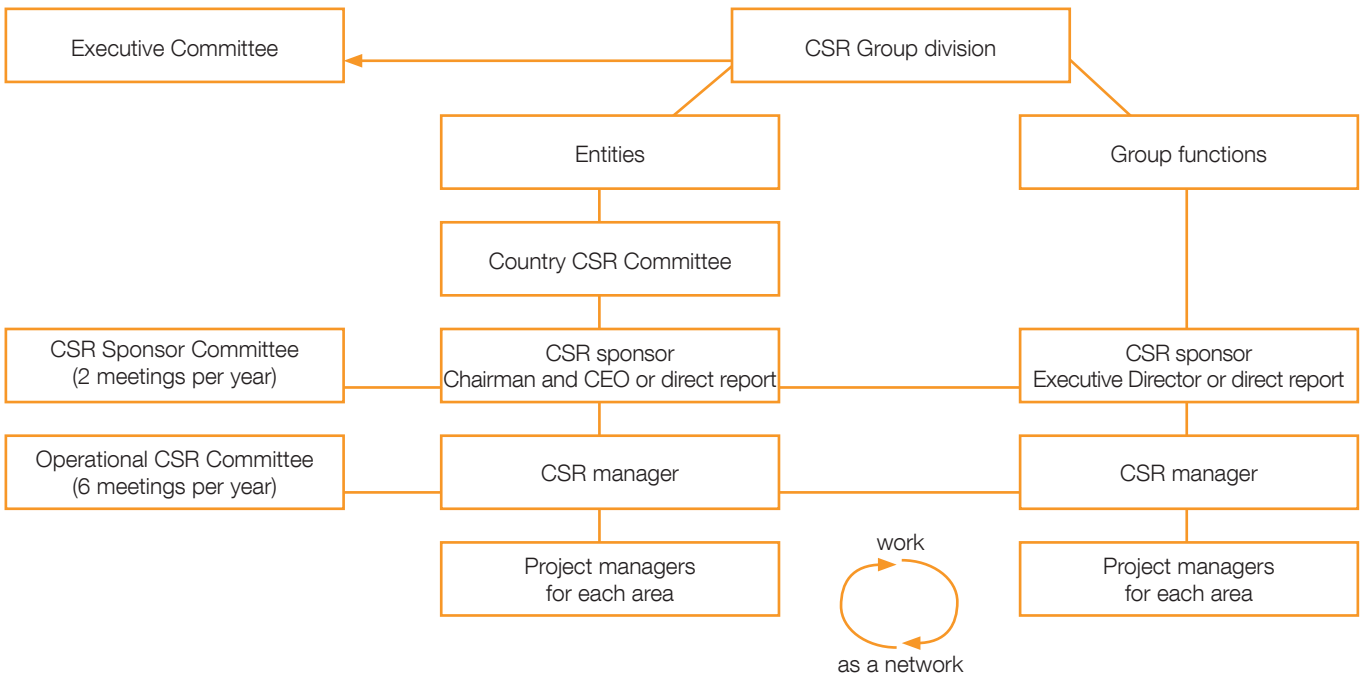 Executive Committee
CSR Group division
Entities
Group functions
Country CSR Committee
CSR Sponsor Committee
(2 meetings per year)
CSR sponsor
Chairman and CEO or direct report
CSR sponsor
Executive Director or direct report
Operational CSR Committee
(6 meetings per year)
CSR manager
CSR manager
Project managers
for each area
work
as a network
Project managers
for each area